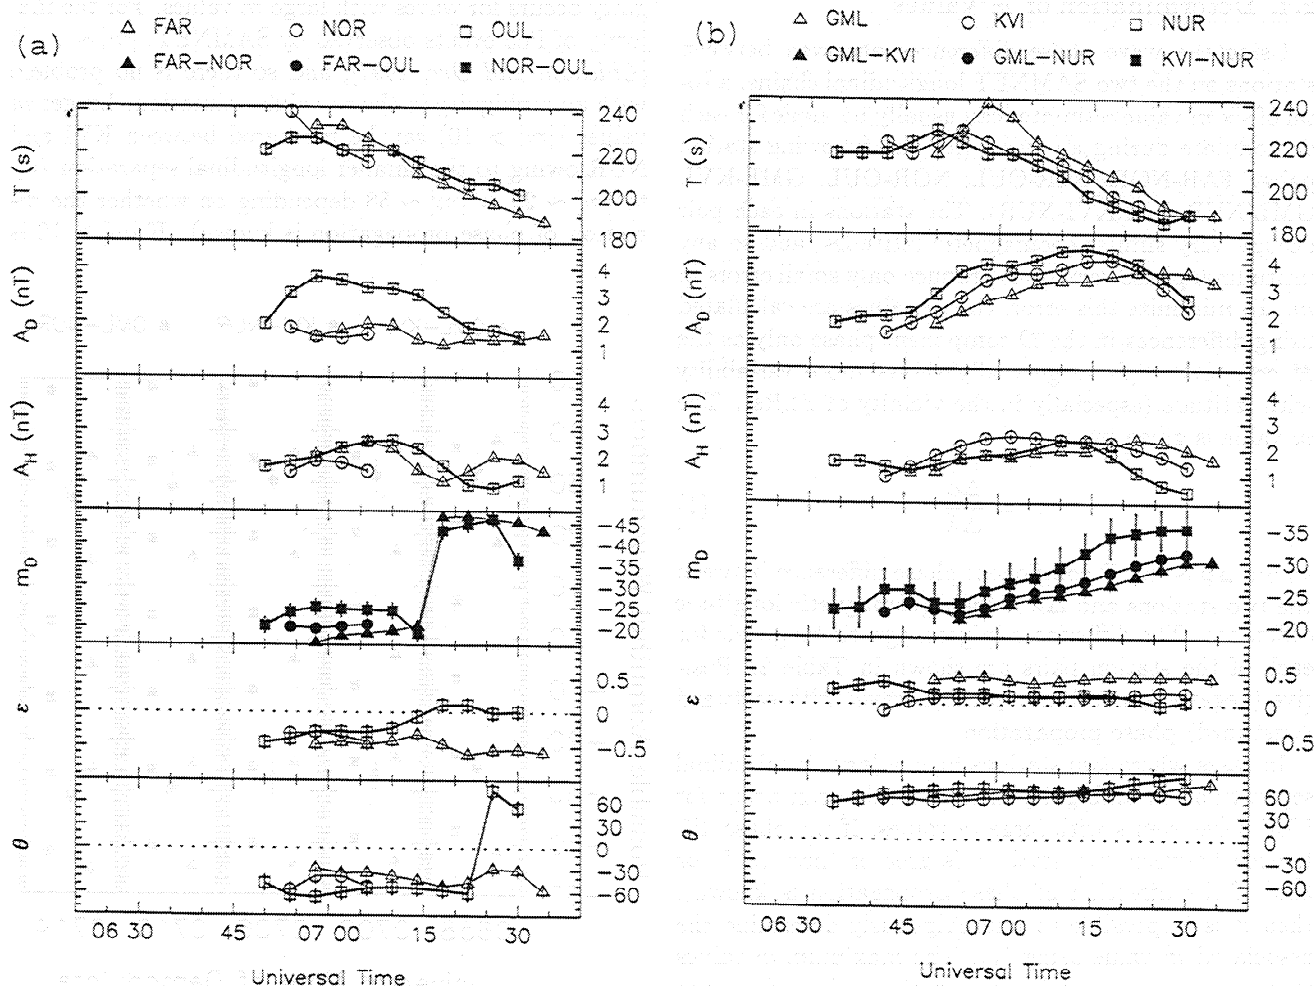 (a) FAR NOR OUL
FAR-NOR FAR-OUL NOR-OUL
T (s)
240
220
200
180
A_D (nT)
4
3
2
1
A_H (nT)
4
3
2
1
m_D
-45
-40
-35
-30
-25
-20
ε
0.5
0
-0.5
θ
60
30
0
-30
-60
06 30 45 07 00 15 30
Universal Time
(b) GML KVI NUR
GML-KVI GML-NUR KVI-NUR
T (s)
240
220
200
180
A_D (nT)
4
3
2
1
A_H (nT)
4
3
2
1
m_D
-35
-30
-25
-20
ε
0.5
0
-0.5
θ
60
30
0
-30
-60
06 30 45 07 00 15 30
Universal Time